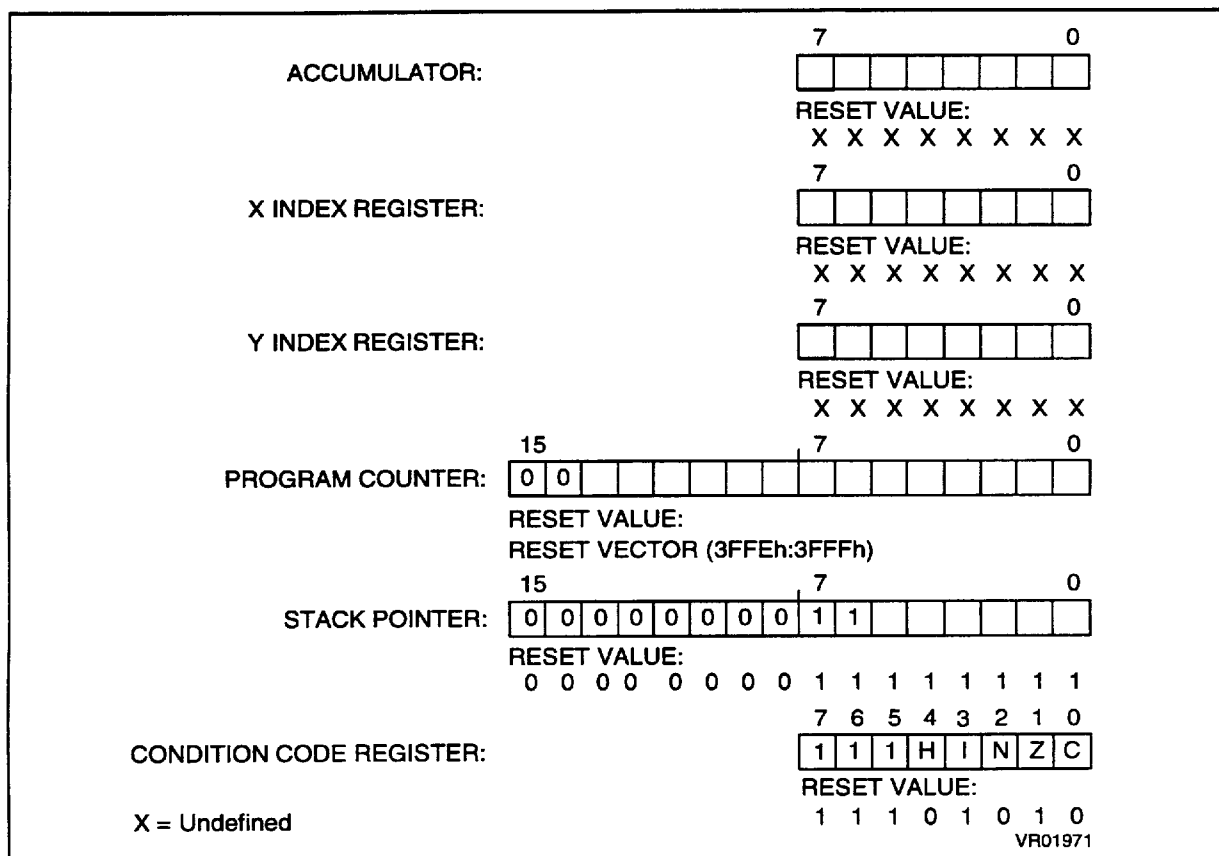 7 0
ACCUMULATOR:
RESET VALUE:
X X X X X X X X
7 0
X INDEX REGISTER:
RESET VALUE:
X X X X X X X X
7 0
Y INDEX REGISTER:
RESET VALUE:
X X X X X X X X
15 7 0
PROGRAM COUNTER: 0 0
RESET VALUE:
RESET VECTOR (3FFEh:3FFFh)
15 7 0
STACK POINTER: 0 0 0 0 0 0 0 0 1 1
RESET VALUE:
0 0 0 0 0 0 0 0 1 1 1 1 1 1 1 1
7 6 5 4 3 2 1 0
CONDITION CODE REGISTER: 1 1 1 H I N Z C
RESET VALUE:
X = Undefined 1 1 1 0 1 0 1 0
VR01971